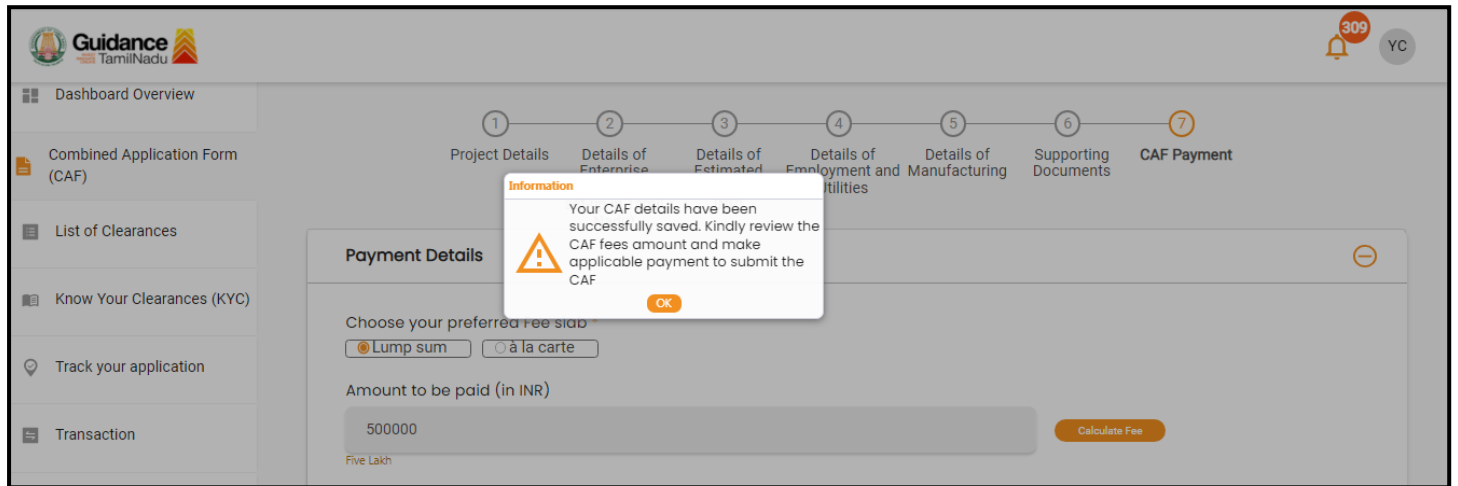 Guidance
TamilNadu
309
YC
Dashboard Overview
Combined Application Form
(CAF)
List of Clearances
Know Your Clearances (KYC)
Track your application
Transaction
1
2
3
4
5
6
7
Project Details
Details of
Enterprise
Details of
Estimated
Details of
Employment and
Utilities
Details of
Manufacturing
Supporting
Documents
CAF Payment
Information
Your CAF details have been
successfully saved. Kindly review the
CAF fees amount and make
applicable payment to submit the
CAF
OK
Payment Details
Choose your preferred Fee slab *
Lump sum
à la carte
Amount to be paid (in INR)
500000
Calculate Fee
Five Lakh